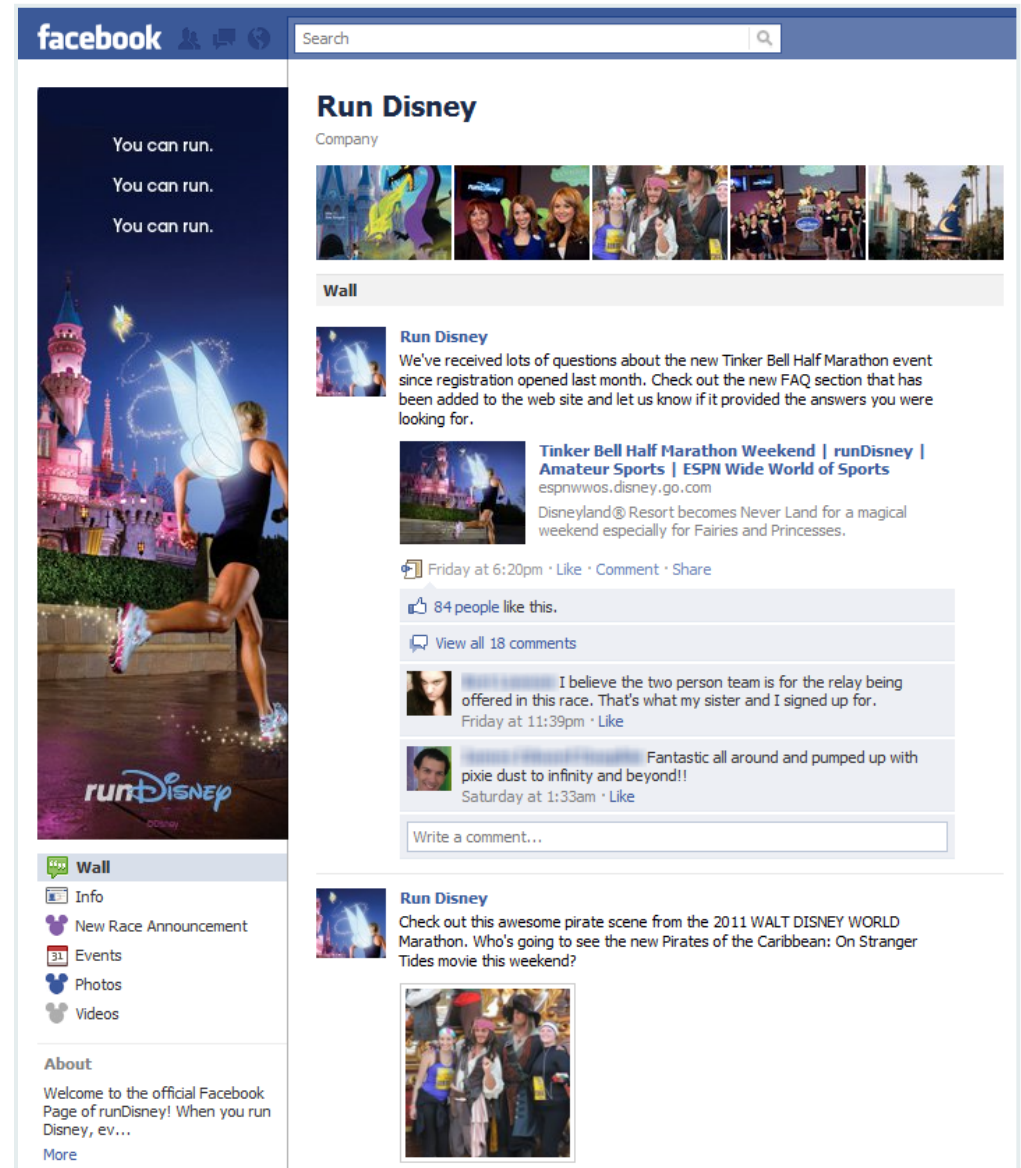 facebook
Search
You can run.
You can run.
You can run.
runDisney
©Disney
Wall
Info
New Race Announcement
31 Events
Photos
Videos
About
Welcome to the official Facebook
Page of runDisney! When you run
Disney, ev...
More
Run Disney
Company
Wall
Run Disney
We've received lots of questions about the new Tinker Bell Half Marathon event
since registration opened last month. Check out the new FAQ section that has
been added to the web site and let us know if it provided the answers you were
looking for.
Tinker Bell Half Marathon Weekend | runDisney |
Amateur Sports | ESPN Wide World of Sports
espnwwos.disney.go.com
Disneyland® Resort becomes Never Land for a magical
weekend especially for Fairies and Princesses.
Friday at 6:20pm · Like · Comment · Share
84 people like this.
View all 18 comments
I believe the two person team is for the relay being
offered in this race. That's what my sister and I signed up for.
Friday at 11:39pm · Like
Fantastic all around and pumped up with
pixie dust to infinity and beyond!!
Saturday at 1:33am · Like
Write a comment...
Run Disney
Check out this awesome pirate scene from the 2011 WALT DISNEY WORLD
Marathon. Who's going to see the new Pirates of the Caribbean: On Stranger
Tides movie this weekend?